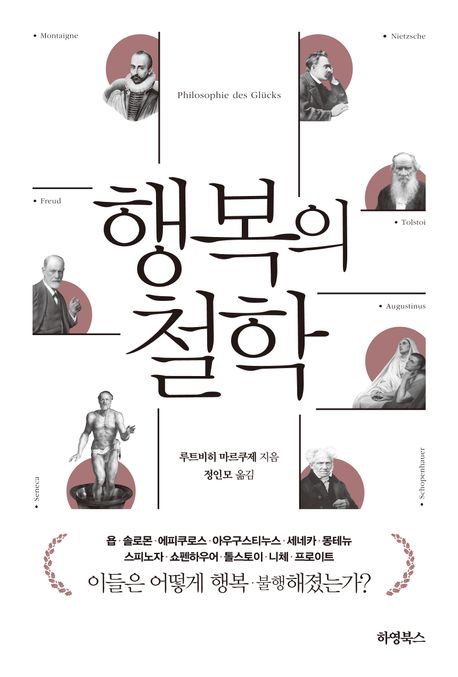 • Montaigne
• Nietzsche
Philosophie des Glücks
• Freud
• Tolstoi
행복의
철학
• Augustinus
루트비히 마르쿠제 지음
정인모 옮김
• Seneca
• Schopenhauer
욥·솔로몬·에피쿠로스·아우구스티누스·세네카·몽테뉴
스피노자·쇼펜하우어·톨스토이·니체·프로이트
이들은 어떻게 행복·불행해졌는가?
하영북스